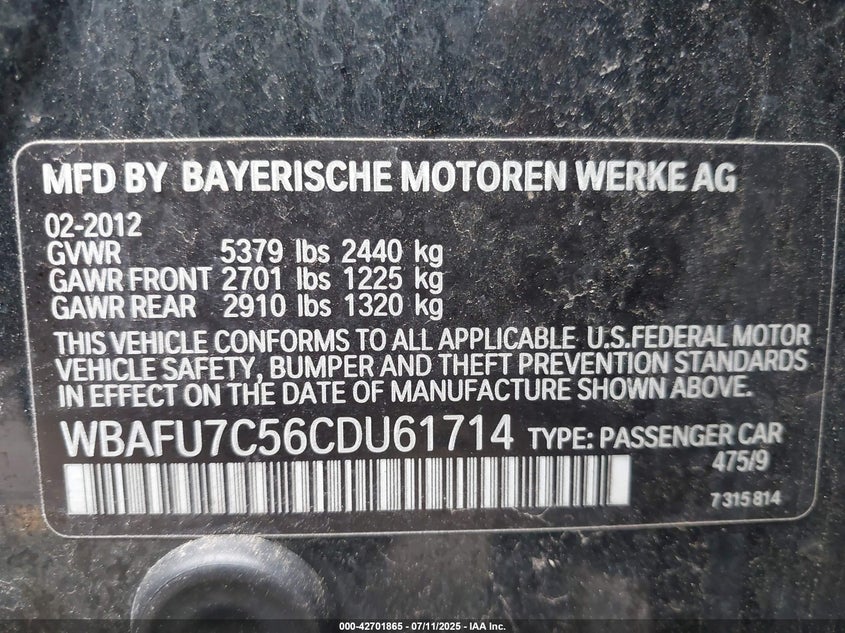 MFD BY BAYERISCHE MOTOREN WERKE AG
02-2012
GVWR 5379 lbs 2440 kg
GAWR FRONT 2701 lbs 1225 kg
GAWR REAR 2910 lbs 1320 kg
THIS VEHICLE CONFORMS TO ALL APPLICABLE U.S.FEDERAL MOTOR
VEHICLE SAFETY, BUMPER AND THEFT PREVENTION STANDARDS
IN EFFECT ON THE DATE OF MANUFACTURE SHOWN ABOVE.
WBAFU7C56CDU61714 TYPE: PASSENGER CAR
475/9
7 315 814
000-42701865 - 07/11/2025 - IAA Inc.